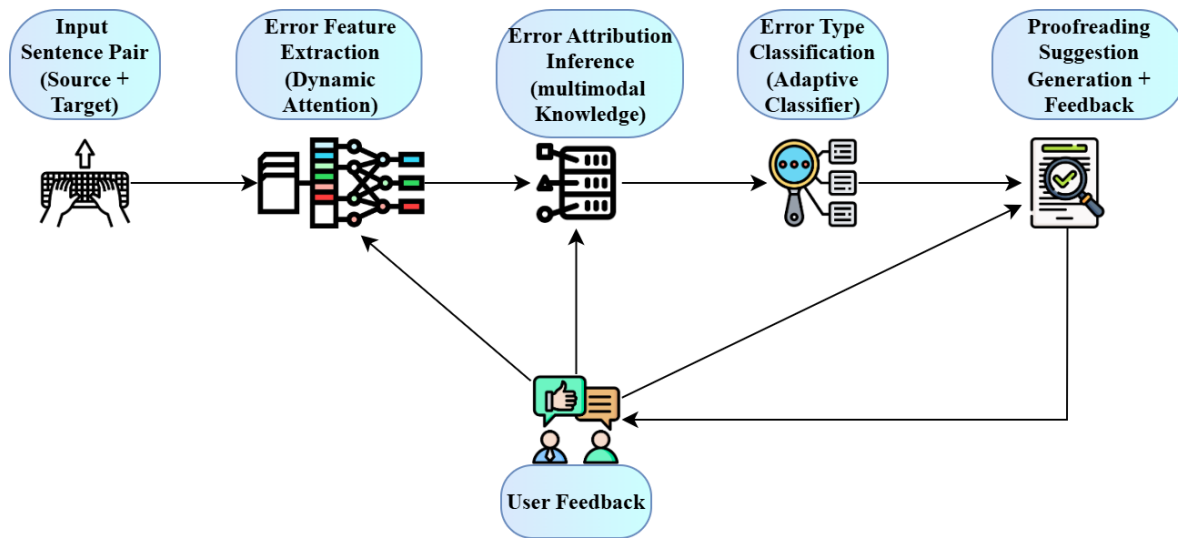 Input
Sentence Pair
(Source +
Target)
Error Feature
Extraction
(Dynamic
Attention)
Error Attribution
Inference
(multimodal
Knowledge)
Error Type
Classification
(Adaptive
Classifier)
Proofreading
Suggestion
Generation +
Feedback
User Feedback